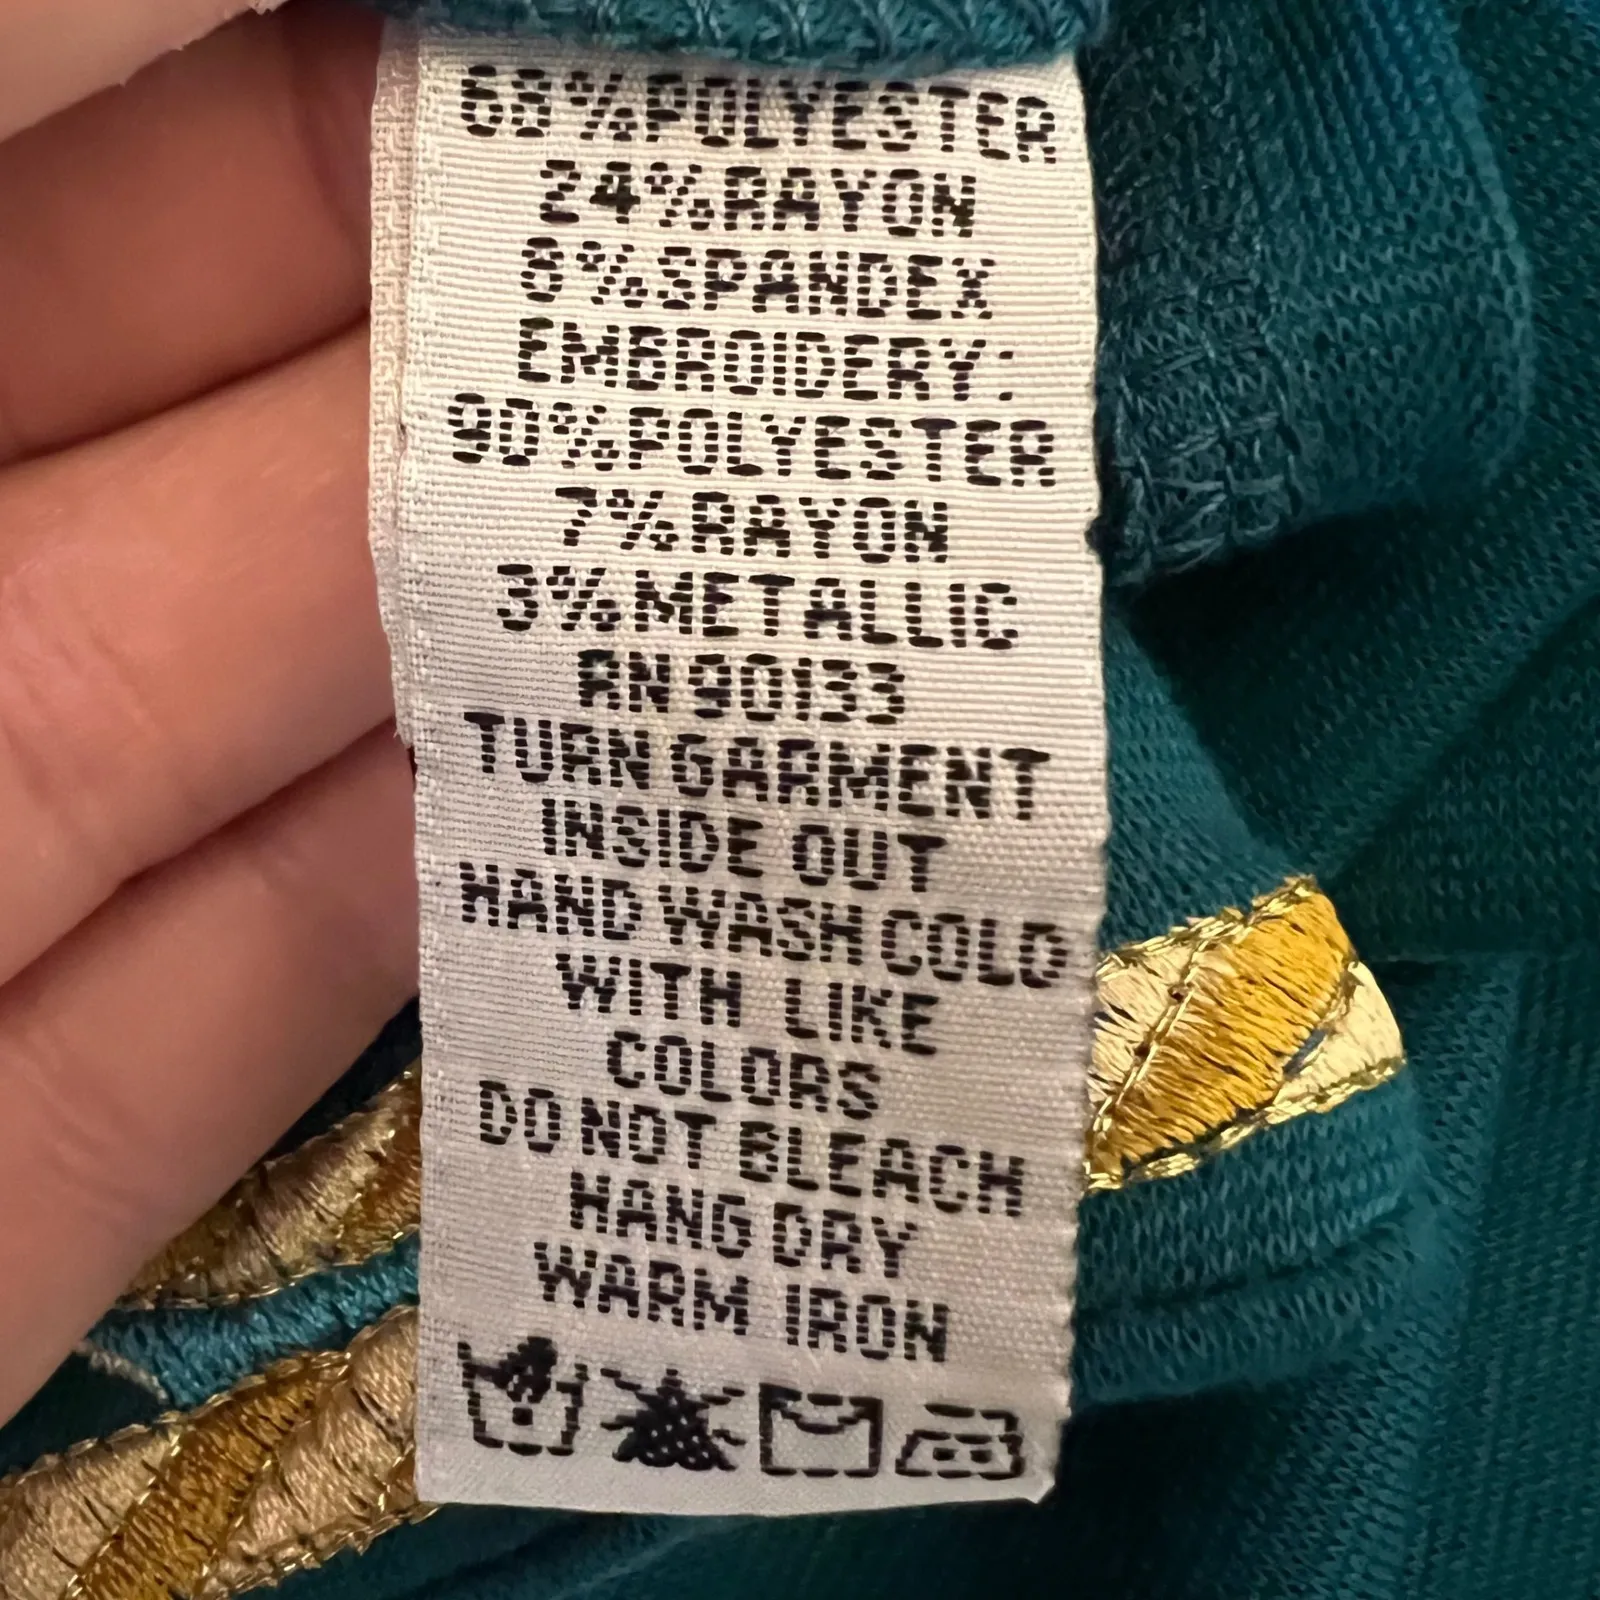 68%POLYESTER
24%RAYON
8%SPANDEX
EMBROIDERY:
90%POLYESTER
7%RAYON
3%METALLIC
RN 90133
TURN GARMENT
INSIDE OUT
HAND WASH COLD
WITH LIKE
COLORS
DO NOT BLEACH
HANG DRY
WARM IRON